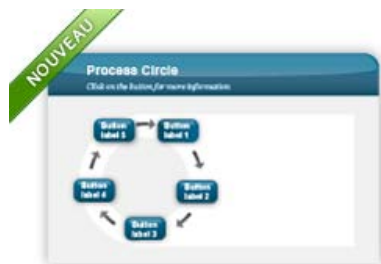 NOUVEAU
Process Circle
Click on the button for more information
Button
label 5
Button
label 1
Button
label 4
Button
label 2
Button
label 3